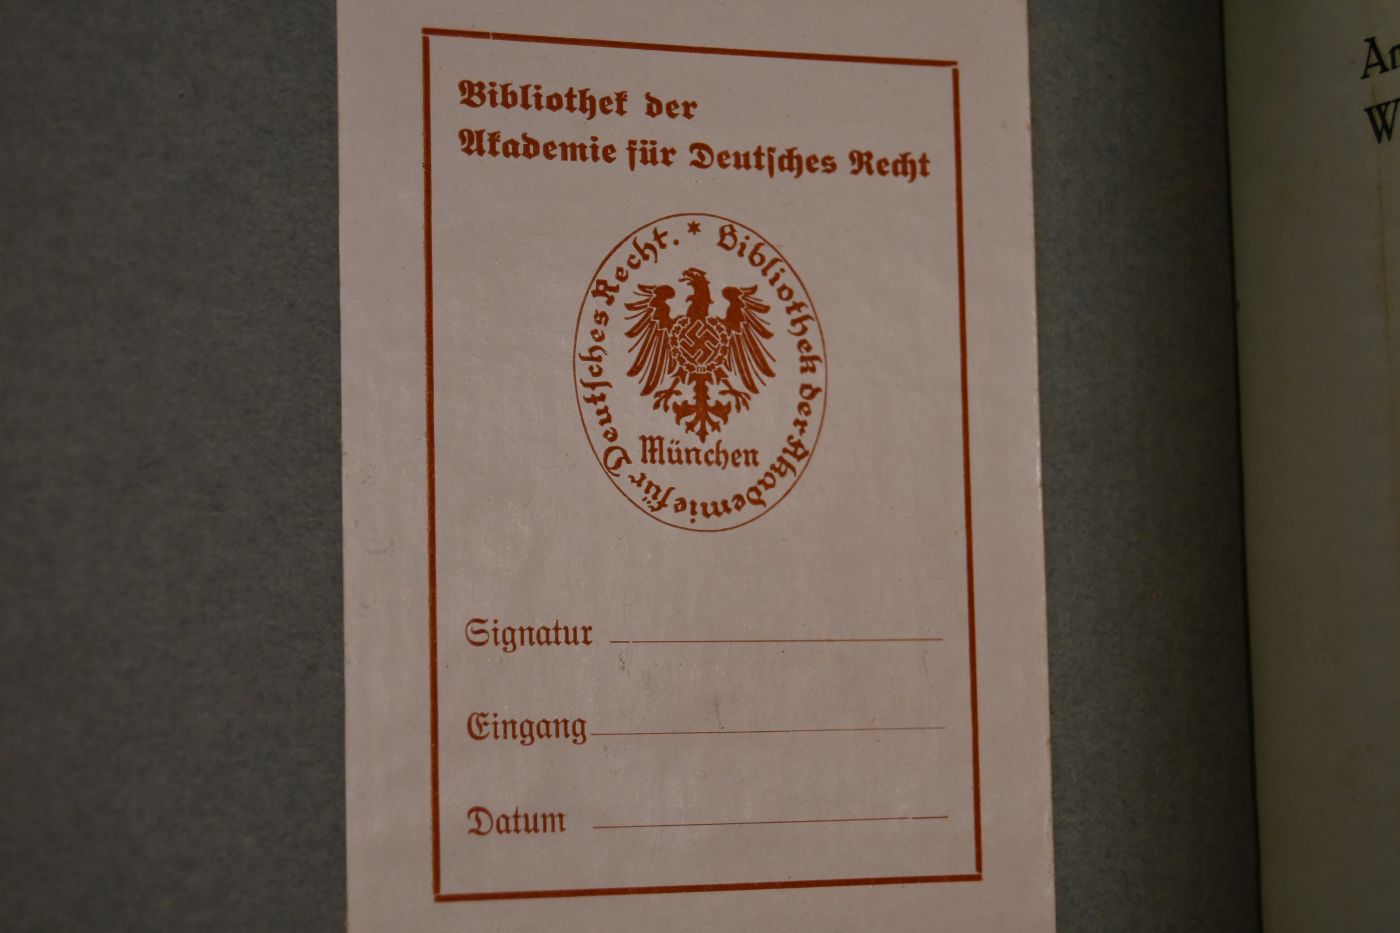 Bibliothek der
Akademie für Deutsches Recht
* Bibliothek der Akademie für Deutsches Recht.
München
Signatur
Eingang
Datum